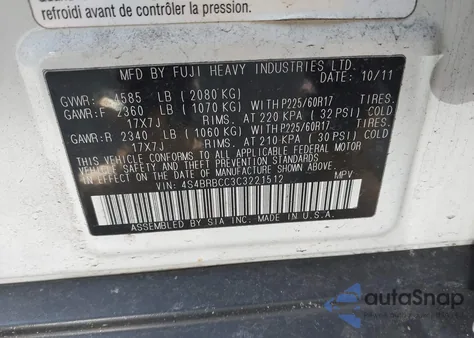 refroidi avant de contrôler la pression.
MFD BY FUJI HEAVY INDUSTRIES LTD.
DATE: 10/11
GVWR: 4585 LB (2080 KG)
GAWR:F 2360 LB (1070 KG) WITH P225/60R17 TIRES.
17X7J RIMS. AT 220 KPA ( 32 PSI) COLD.
GAWR:R 2340 LB (1060 KG) WITH P225/60R17 TIRES.
17X7J RIMS. AT 210 KPA ( 30 PSI) COLD.
THIS VEHICLE CONFORMS TO ALL APPLICABLE FEDERAL MOTOR
VEHICLE SAFETY AND THEFT PREVENTION STANDARDS IN
EFFECT ON THE DATE OF MANUFACTURE SHOWN ABOVE.
VIN: 4S4BRBCC3C3221512 MPV
ASSEMBLED BY SIA INC. MADE IN U.S.A.
autoSnap